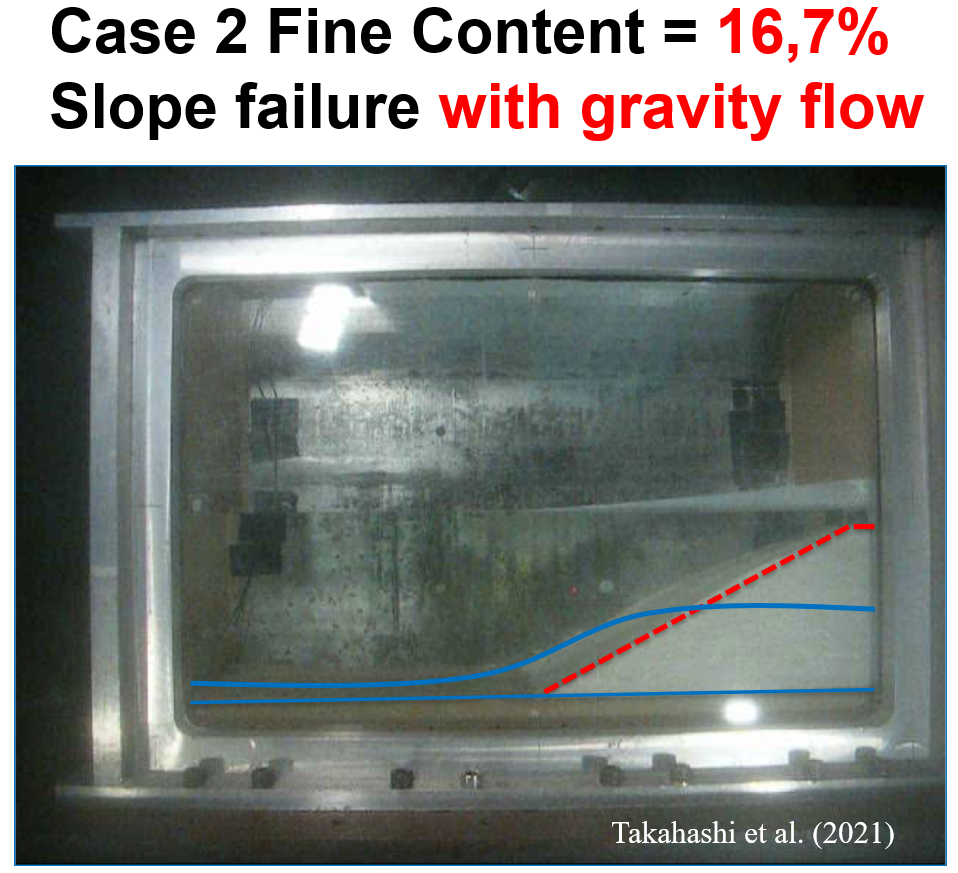 Case 2 Fine Content = 16,7%
Slope failure with gravity flow
Takahashi et al. (2021)